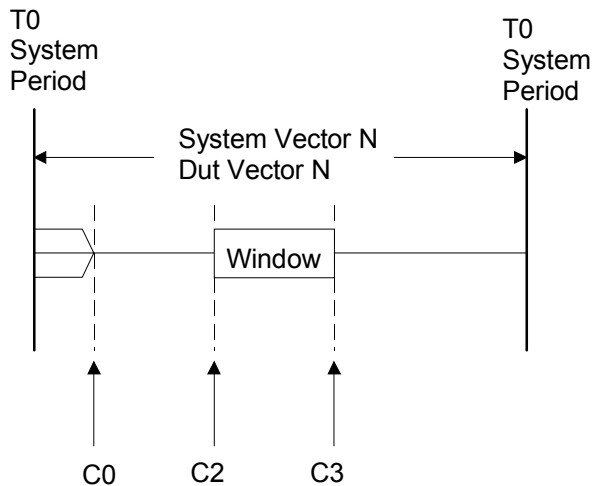 T0
System
Period
T0
System
Period
System Vector N
Dut Vector N
Window
C0
C2
C3